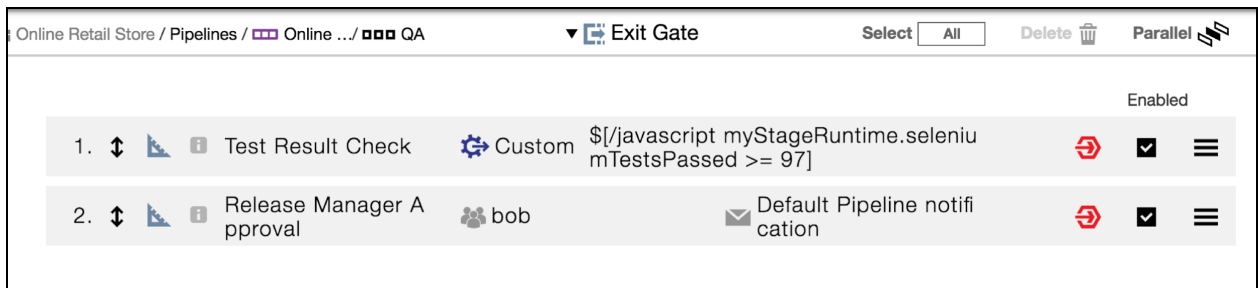 Online Retail Store / Pipelines / Online .../ QA
Exit Gate
Select All
Delete
Parallel
Enabled
1. Test Result Check Custom $[/javascript myStageRuntime.seleniu
mTestsPassed >= 97]
2. Release Manager A
pproval
bob
Default Pipeline notifi
cation